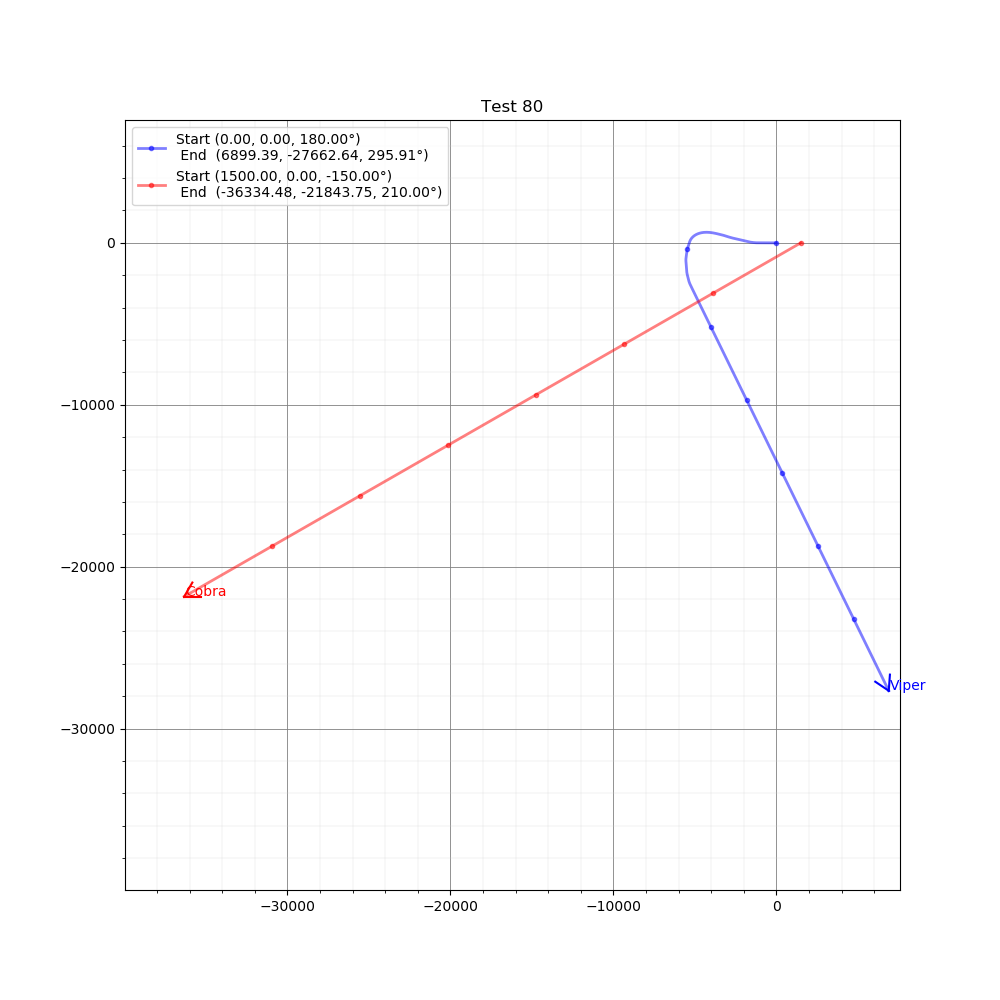 Test 80
Start (0.00, 0.00, 180.00°)
End  (6899.39, -27662.64, 295.91°)
Start (1500.00, 0.00, -150.00°)
End  (-36334.48, -21843.75, 210.00°)
0
−10000
−20000
−30000
Cobra
Viper
−30000
−20000
−10000
0